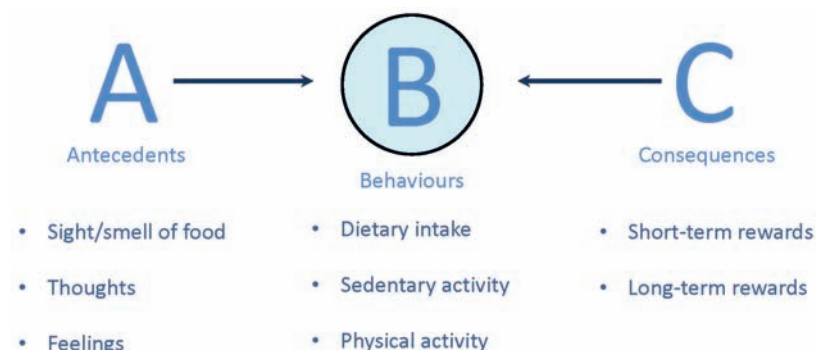 A
B
C
Antecedents
Behaviours
Consequences
• Sight/smell of food
• Thoughts
• Feelings
• Dietary intake
• Sedentary activity
• Physical activity
• Short-term rewards
• Long-term rewards